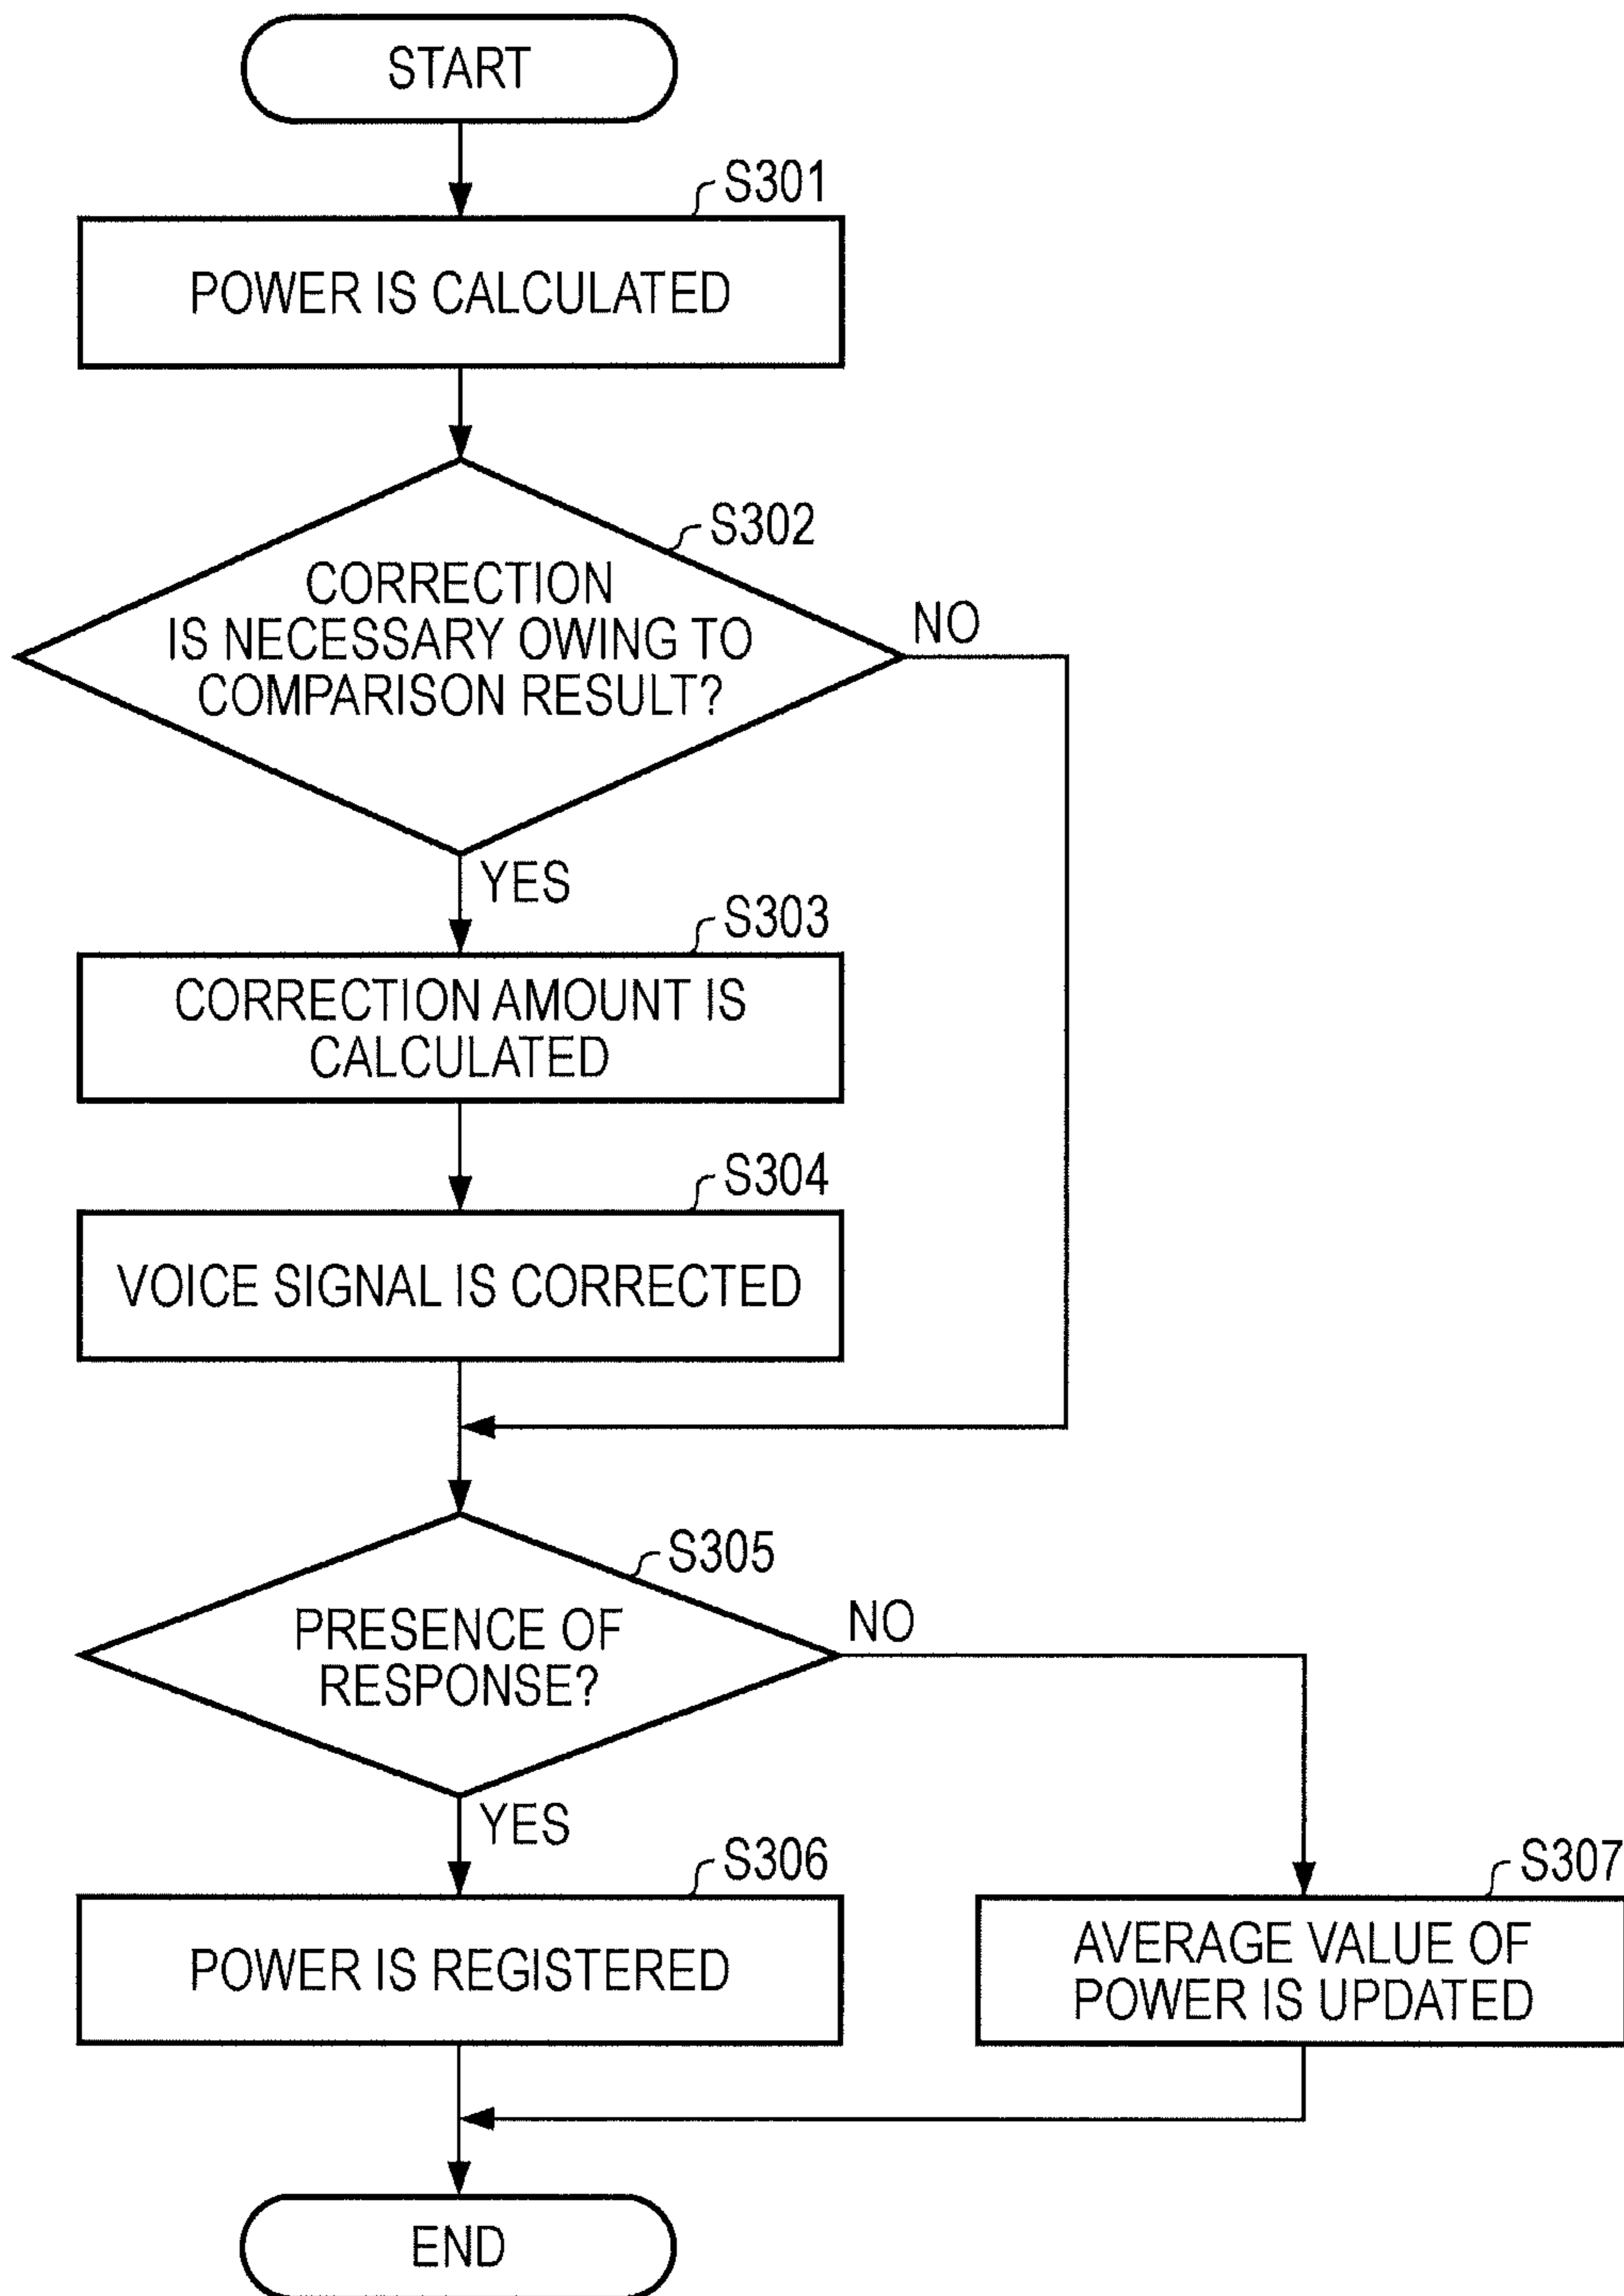 START
S301
POWER IS CALCULATED
S302
CORRECTION
IS NECESSARY OWING TO
COMPARISON RESULT?
NO
YES
S303
CORRECTION AMOUNT IS
CALCULATED
S304
VOICE SIGNAL IS CORRECTED
S305
PRESENCE OF
RESPONSE?
NO
YES
S306
POWER IS REGISTERED
S307
AVERAGE VALUE OF
POWER IS UPDATED
END